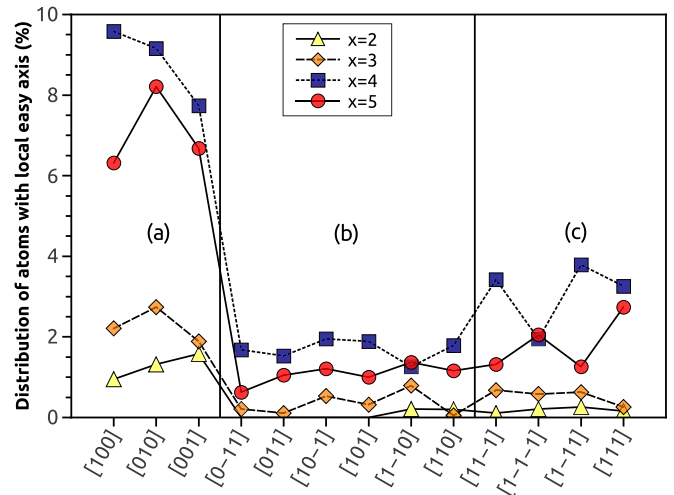 Distribution of atoms with local easy axis (%)
10
8
6
4
2
0
x=2
x=3
x=4
x=5
(a)
(b)
(c)
[100]
[010]
[001]
[0−11]
[011]
[10−1]
[101]
[1−10]
[110]
[11−1]
[1−1−1]
[1−11]
[111]